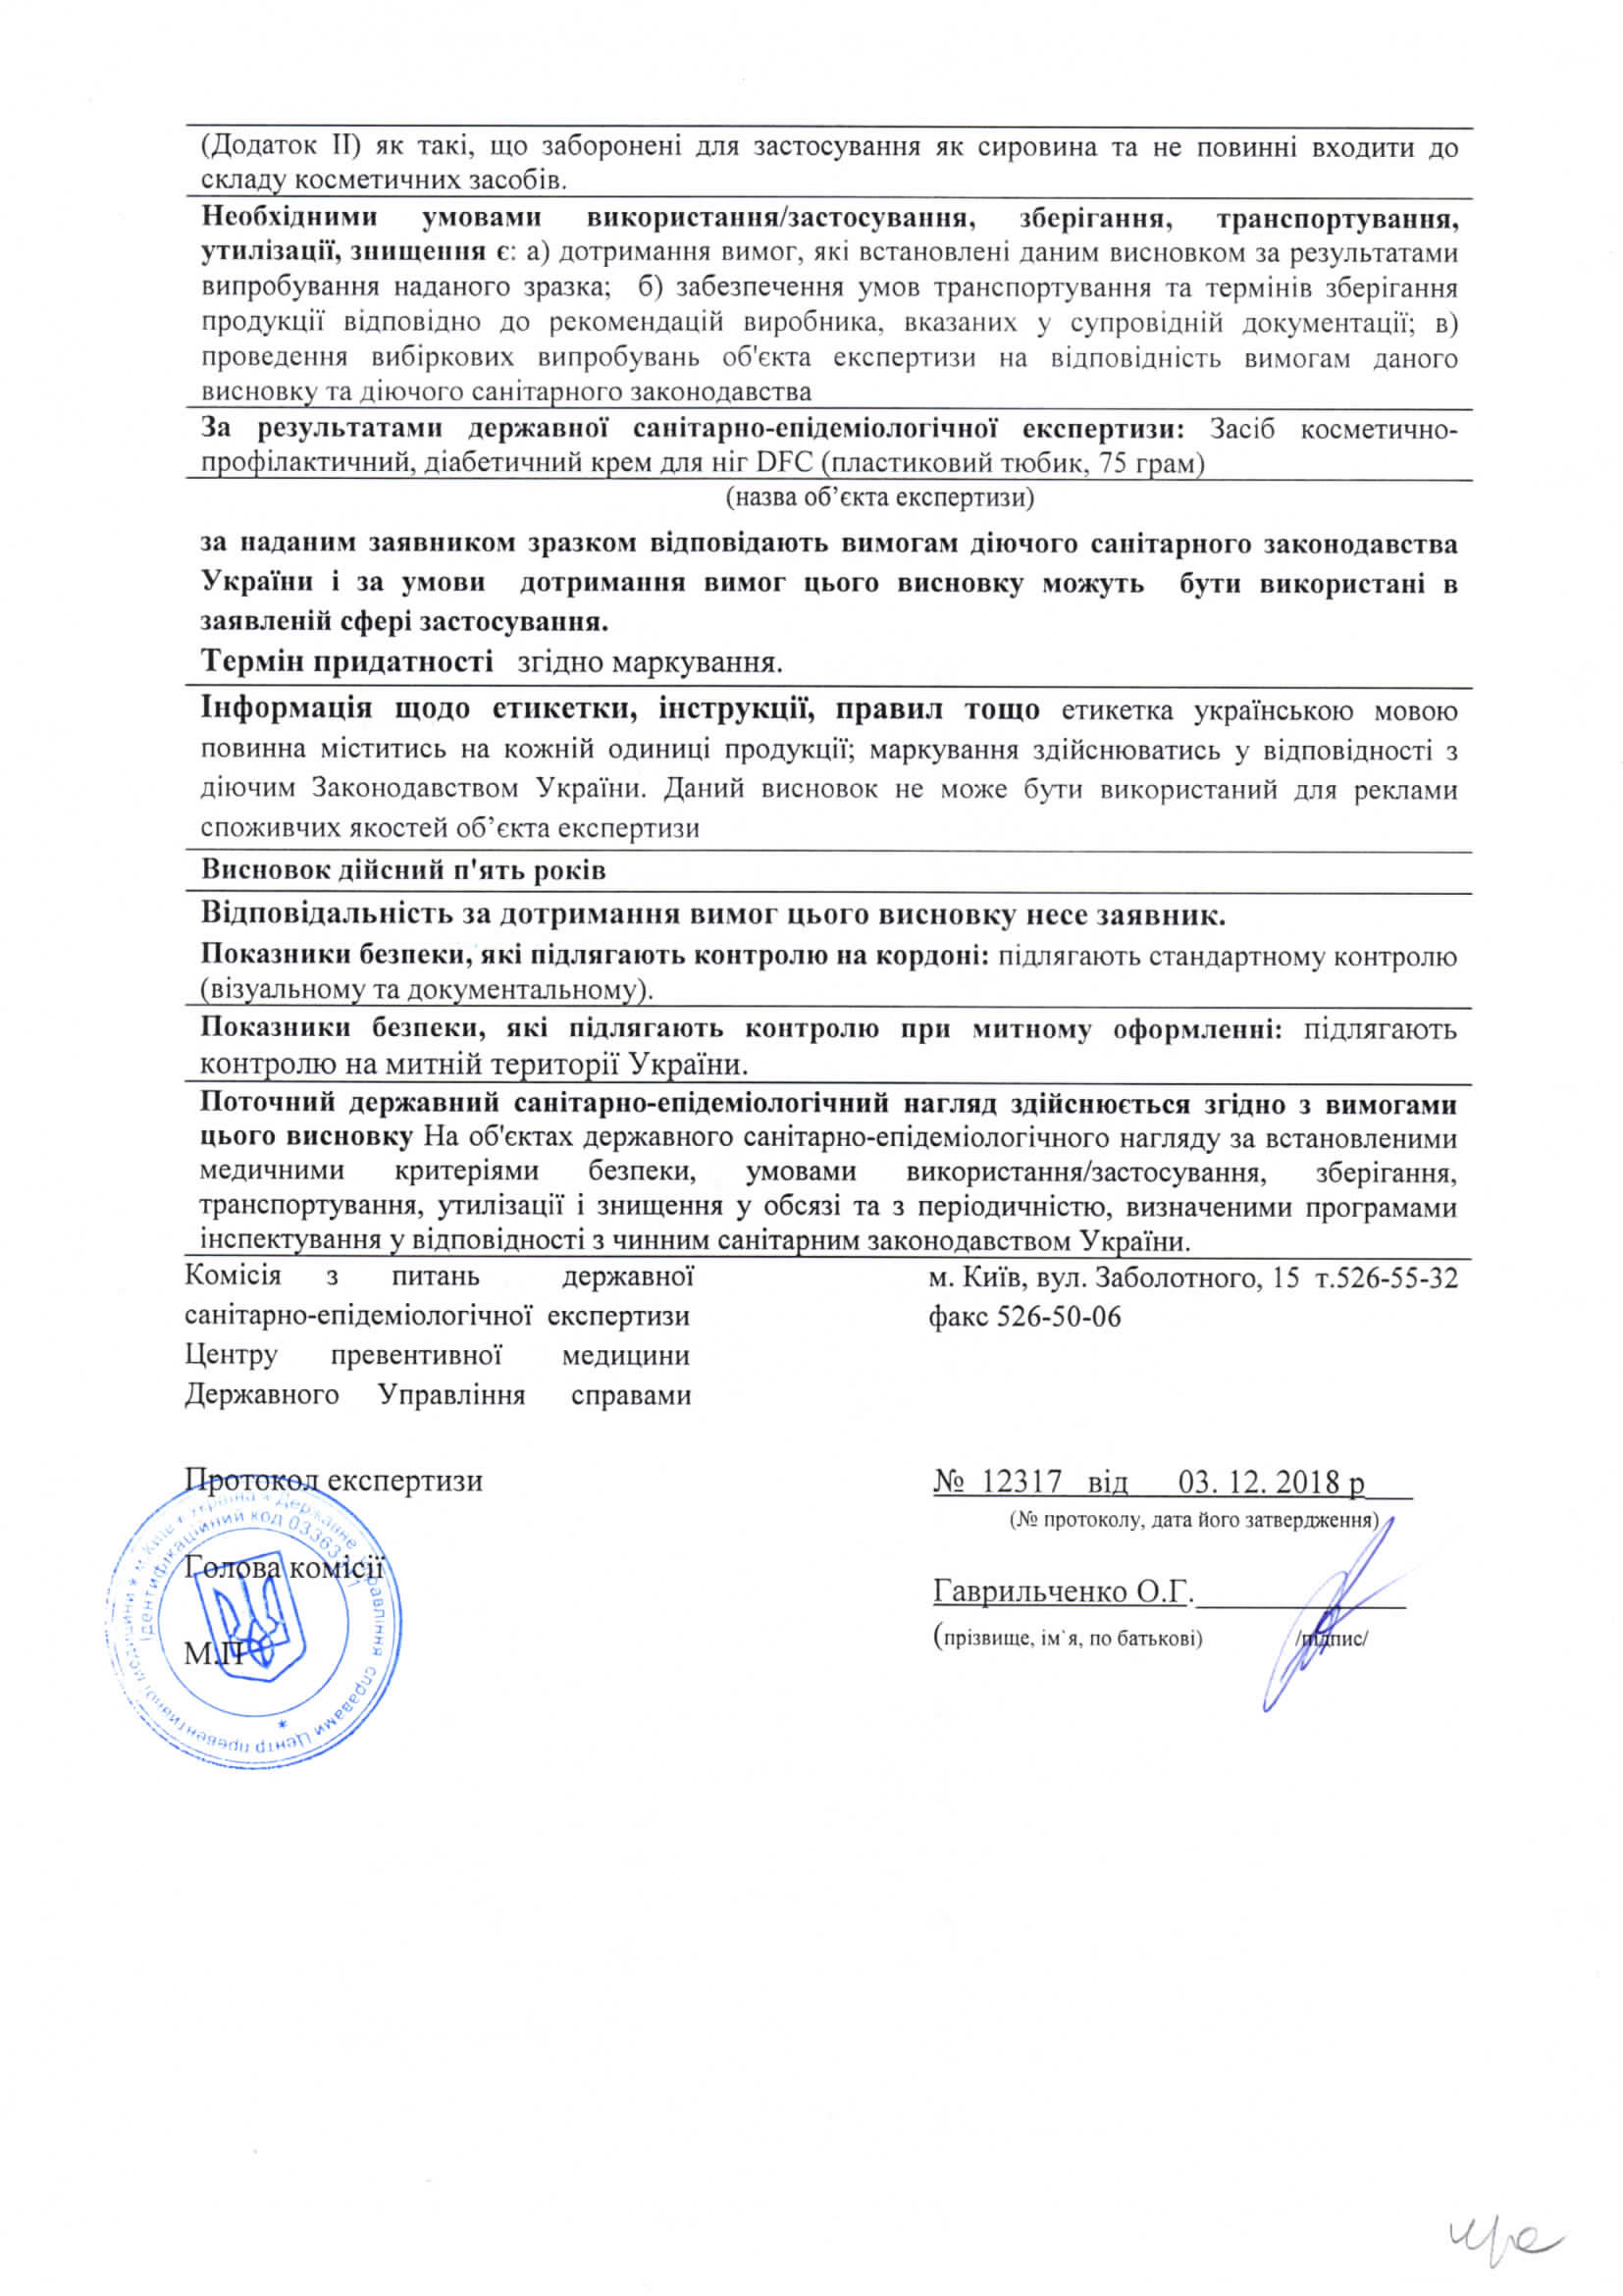 (Додаток ІІ) як такі, що заборонені для застосування як сировина та не повинні входити до
складу косметичних засобів.
Необхідними умовами використання/застосування, зберігання, транспортування,
утилізації, знищення є: а) дотримання вимог, які встановлені даним висновком за результатами
випробування наданого зразка; б) забезпечення умов транспортування та термінів зберігання
продукції відповідно до рекомендацій виробника, вказаних у супровідній документації; в)
проведення вибіркових випробувань об'єкта експертизи на відповідність вимогам даного
висновку та діючого санітарного законодавства
За результатами державної санітарно-епідеміологічної експертизи: Засіб косметично-
профілактичний, діабетичний крем для ніг DFC (пластиковий тюбик, 75 грам)
(назва об’єкта експертизи)
за наданим заявником зразком відповідають вимогам діючого санітарного законодавства
України і за умови дотримання вимог цього висновку можуть бути використані в
заявленій сфері застосування.
Термін придатності згідно маркування.
Інформація щодо етикетки, інструкції, правил тощо етикетка українською мовою
повинна міститись на кожній одиниці продукції; маркування здійснюватись у відповідності з
діючим Законодавством України. Даний висновок не може бути використаний для реклами
споживчих якостей об’єкта експертизи
Висновок дійсний п'ять років
Відповідальність за дотримання вимог цього висновку несе заявник.
Показники безпеки, які підлягають контролю на кордоні: підлягають стандартному контролю
(візуальному та документальному).
Показники безпеки, які підлягають контролю при митному оформленні: підлягають
контролю на митній території України.
Поточний державний санітарно-епідеміологічний нагляд здійснюється згідно з вимогами
цього висновку На об'єктах державного санітарно-епідеміологічного нагляду за встановленими
медичними критеріями безпеки, умовами використання/застосування, зберігання,
транспортування, утилізації і знищення у обсязі та з періодичністю, визначеними програмами
інспектування у відповідності з чинним санітарним законодавством України.
Комісія з питань державної
санітарно-епідеміологічної експертизи
Центру превентивної медицини
Державного Управління справами
м. Київ, вул. Заболотного, 15 т.526-55-32
факс 526-50-06
Протокол експертизи
№ 12317 від 03. 12. 2018 р
(№ протоколу, дата його затвердження)
Голова комісії
Гаврильченко О.Г.
(прізвище, ім`я, по батькові) /підпис/
М.П
Україна * Державне управління справами Центр превентивної медицини * м.Київ *
Ідентифікаційний код